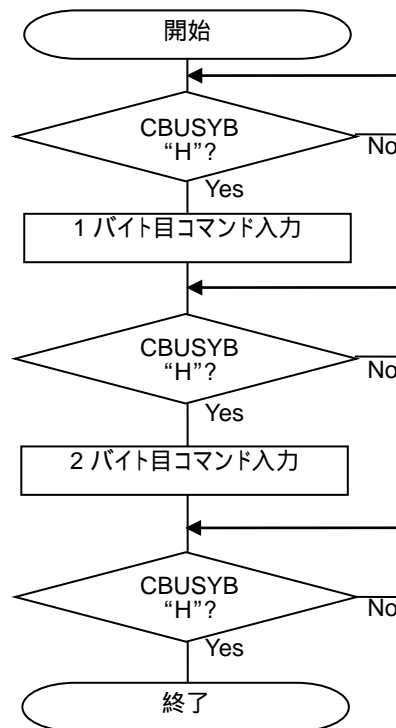 開始
CBUSYB
“H”?
No
Yes
1 バイト目コマンド入力
CBUSYB
“H”?
No
Yes
2 バイト目コマンド入力
CBUSYB
“H”?
No
Yes
終了